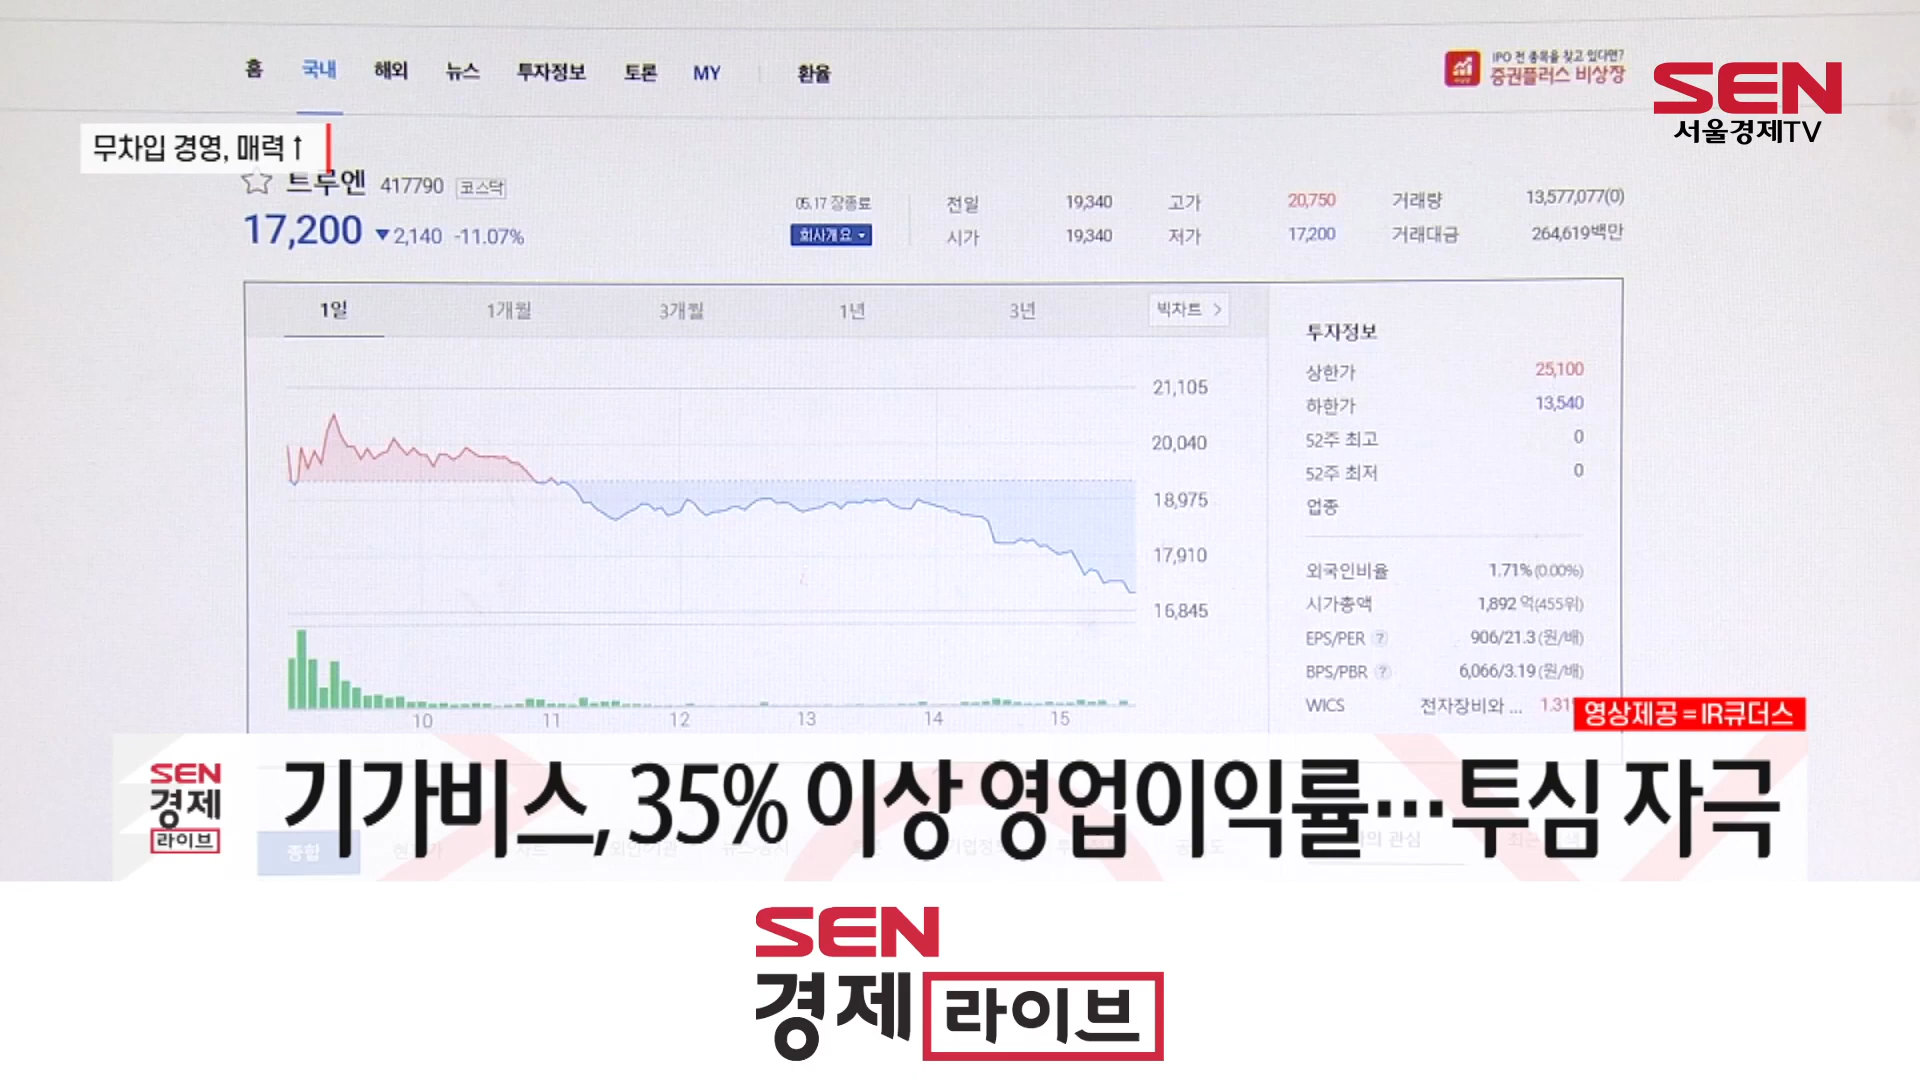 홈 국내 해외 뉴스 투자정보 토론 MY 환율
IPO 전 종목을 찾고 있다면?
증권플러스 비상장
SEN
서울경제TV
무차입 경영, 매력↑
트루엔 417790 코스닥
17,200 ▼2,140 -11.07%
05.17 장종료
회사개요
전일 19,340 고가 20,750 거래량 13,577,077(0)
시가 19,340 저가 17,200 거래대금 264,619백만
1일 1개월 3개월 1년 3년 빅차트 >
21,105
20,040
18,975
17,910
16,845
10 11 12 13 14 15
투자정보
상한가 25,100
하한가 13,540
52주 최고 0
52주 최저 0
업종
외국인비율 1.71%(0.00%)
시가총액 1,892 억(455위)
EPS/PER ? 906/21.3 (원/배)
BPS/PBR ? 6,066/3.19 (원/배)
WICS 전자장비와 ... 1.31
영상제공=IR큐더스
SEN
경제
라이브
기가비스, 35% 이상 영업이익률…투심 자극
종합
SEN
경제 라이브